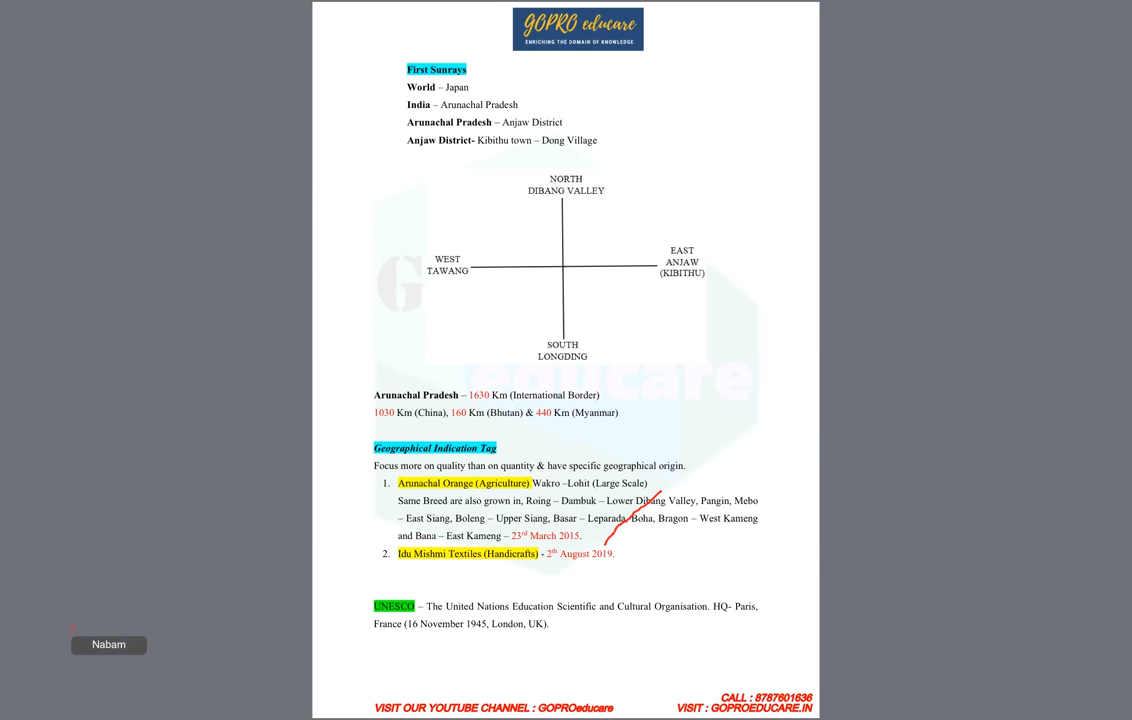 GOPRO educare
ENRICHING THE DOMAIN OF KNOWLEDGE
First Sunrays
World – Japan
India – Arunachal Pradesh
Arunachal Pradesh – Anjaw District
Anjaw District- Kibithu town – Dong Village
NORTH
DIBANG VALLEY
WEST
TAWANG
EAST
ANJAW
(KIBITHU)
SOUTH
LONGDING
G
educare
Arunachal Pradesh – 1630 Km (International Border)
1030 Km (China), 160 Km (Bhutan) & 440 Km (Myanmar)
Geographical Indication Tag
Focus more on quality than on quantity & have specific geographical origin.
1. Arunachal Orange (Agriculture) Wakro –Lohit (Large Scale)
Same Breed are also grown in, Roing – Dambuk – Lower Dibang Valley, Pangin, Mebo
– East Siang, Boleng – Upper Siang, Basar – Leparada, Boha, Bragon – West Kameng
and Bana – East Kameng – 23rd March 2015.
2. Idu Mishmi Textiles (Handicrafts) - 2th August 2019.
UNESCO – The United Nations Education Scientific and Cultural Organisation. HQ- Paris,
France (16 November 1945, London, UK).
Nabam
CALL : 8787601636
VISIT OUR YOUTUBE CHANNEL : GOPROeducare VISIT : GOPROEDUCARE.IN